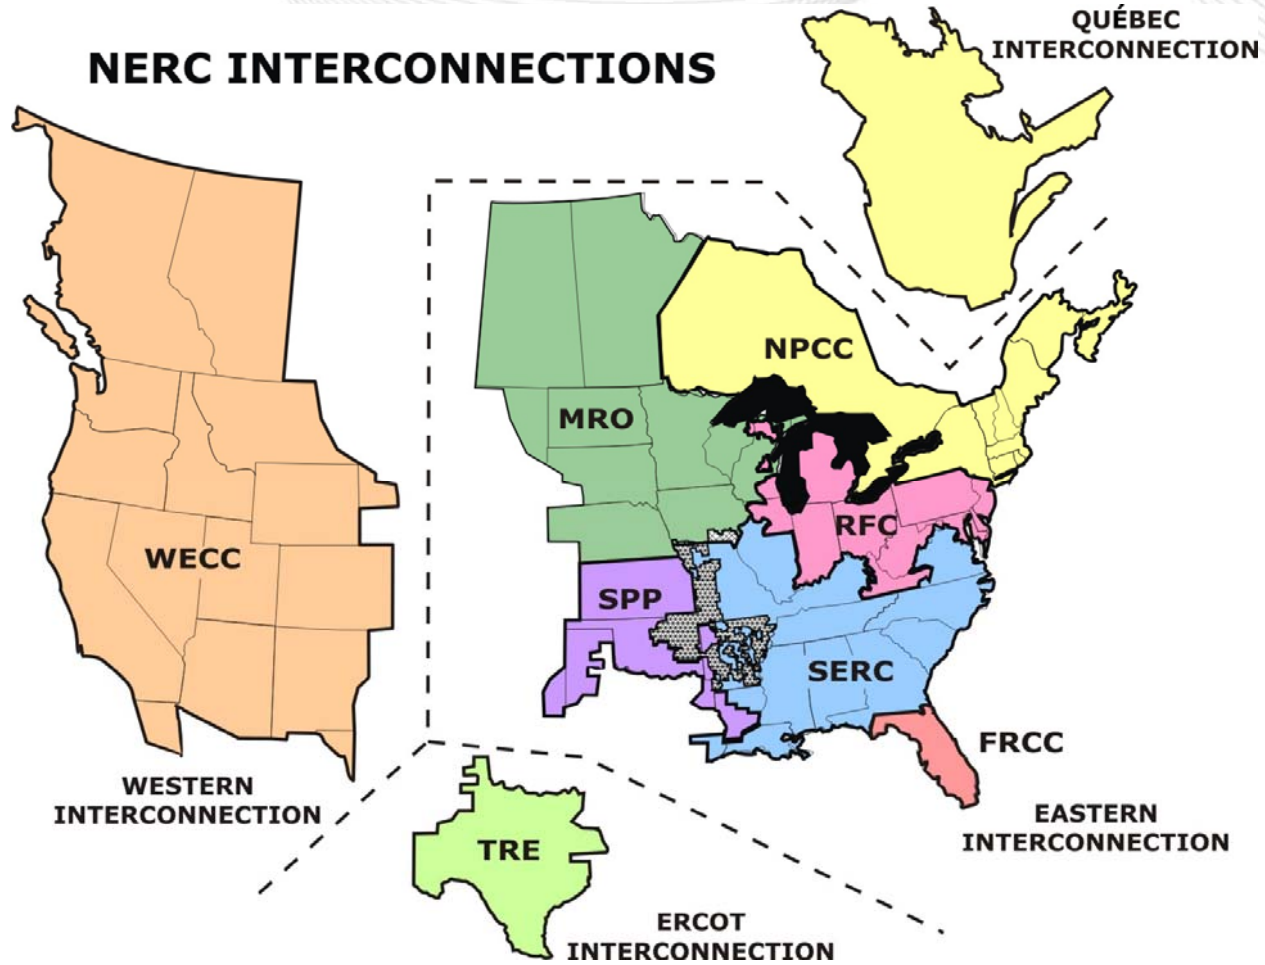 QUÉBEC
INTERCONNECTION
NERC INTERCONNECTIONS
NPCC
MRO
RFC
WECC
SPP
SERC
FRCC
WESTERN
INTERCONNECTION
EASTERN
INTERCONNECTION
TRE
ERCOT
INTERCONNECTION